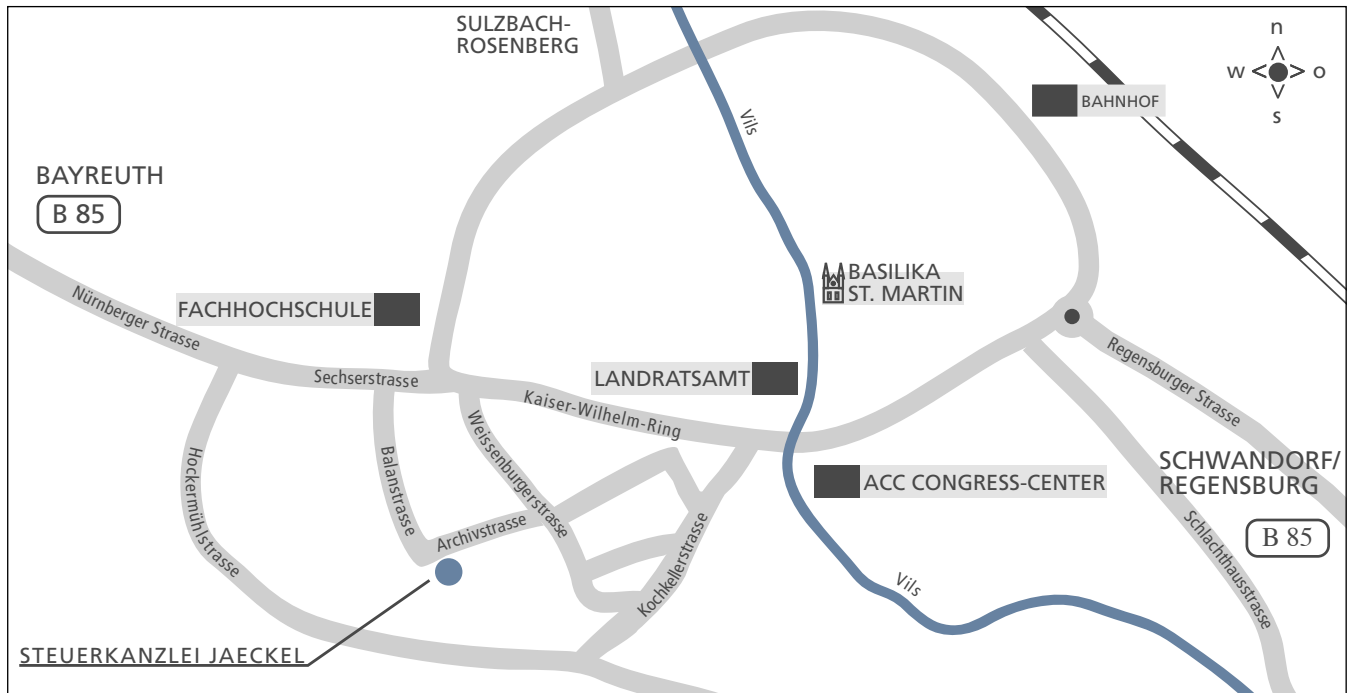 SULZBACH-
ROSENBERG
n
w
o
s
BAHNHOF
Vils
BAYREUTH
B 85
BASILIKA
ST. MARTIN
FACHHOCHSCHULE
Nürnberger Strasse
Sechserstrasse
LANDRATSAMT
Kaiser-Wilhelm-Ring
Regensburger Strasse
Hockermühlstrasse
Balanstrasse
Weissenburgerstrasse
SCHWANDORF/
REGENSBURG
ACC CONGRESS-CENTER
Archivstrasse
Kochkellerstrasse
Schlachthausstrasse
B 85
Vils
STEUERKANZLEI JAECKEL